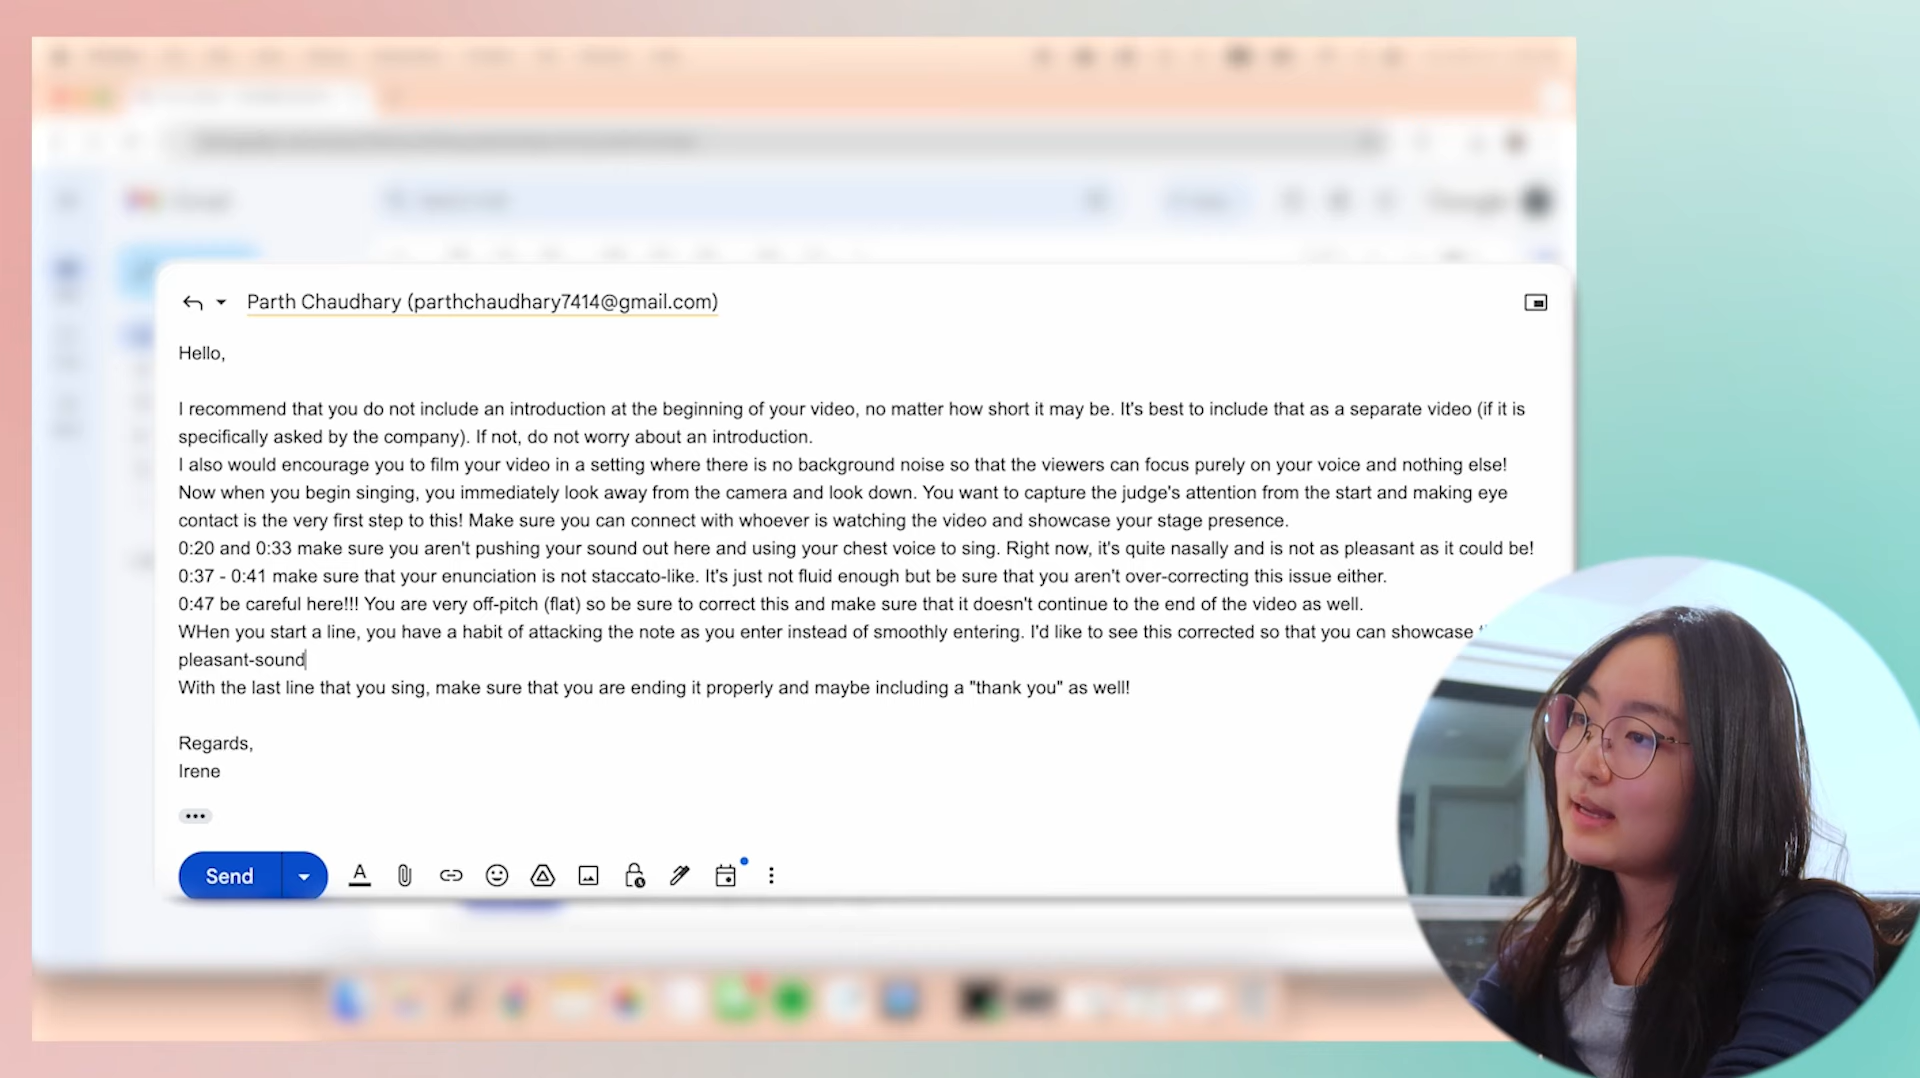 Parth Chaudhary (parthchaudhary7414@gmail.com)
Hello,
I recommend that you do not include an introduction at the beginning of your video, no matter how short it may be. It's best to include that as a separate video (if it is
specifically asked by the company). If not, do not worry about an introduction.
I also would encourage you to film your video in a setting where there is no background noise so that the viewers can focus purely on your voice and nothing else!
Now when you begin singing, you immediately look away from the camera and look down. You want to capture the judge's attention from the start and making eye
contact is the very first step to this! Make sure you can connect with whoever is watching the video and showcase your stage presence.
0:20 and 0:33 make sure you aren't pushing your sound out here and using your chest voice to sing. Right now, it's quite nasally and is not as pleasant as it could be!
0:37 - 0:41 make sure that your enunciation is not staccato-like. It's just not fluid enough but be sure that you aren't over-correcting this issue either.
0:47 be careful here!!! You are very off-pitch (flat) so be sure to correct this and make sure that it doesn't continue to the end of the video as well.
WHen you start a line, you have a habit of attacking the note as you enter instead of smoothly entering. I'd like to see this corrected so that you can showcase
pleasant-sound
With the last line that you sing, make sure that you are ending it properly and maybe including a "thank you" as well!
Regards,
Irene
Send